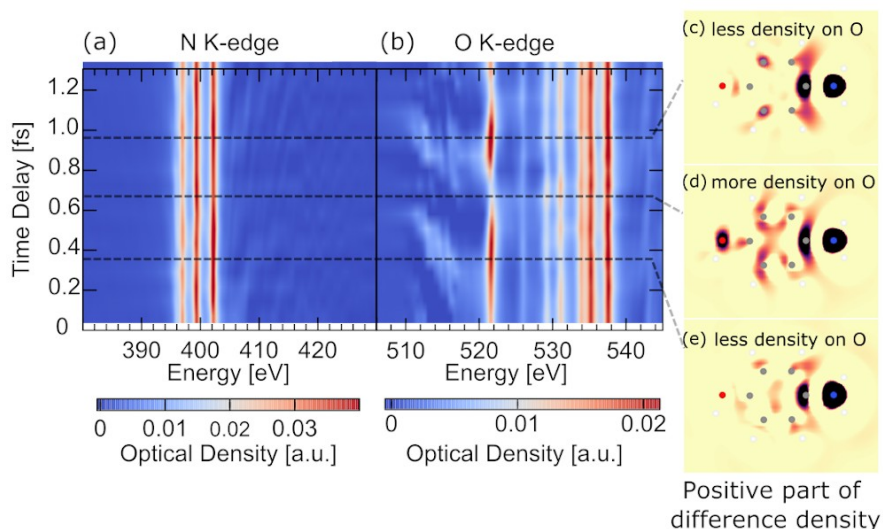 (a) N K-edge
(b) O K-edge
(c) less density on O
Time Delay [fs]
1.2
1.0
0.8
0.6
0.4
0.2
0
390 400 410 420
Energy [eV]
510 520 530 540
Energy [eV]
0 0.01 0.02 0.03
Optical Density [a.u.]
0 0.01 0.02
Optical Density [a.u.]
(d) more density on O
(e) less density on O
Positive part of
difference density